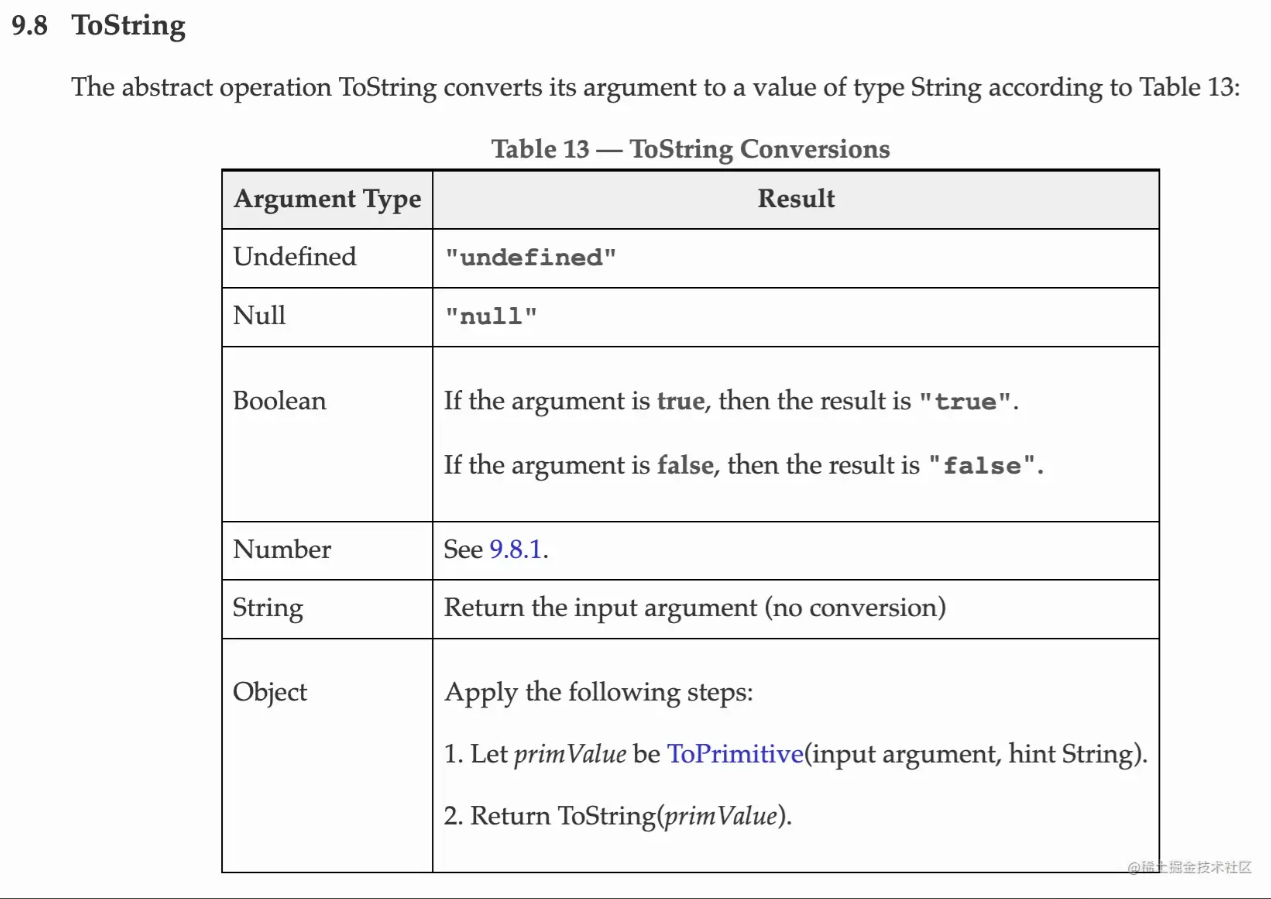 9.8 ToString
The abstract operation ToString converts its argument to a value of type String according to Table 13:
Table 13 — ToString Conversions
Argument Type Result
Undefined "undefined"
Null "null"
Boolean If the argument is true, then the result is "true".
If the argument is false, then the result is "false".
Number See 9.8.1.
String Return the input argument (no conversion)
Object Apply the following steps:
1. Let primValue be ToPrimitive(input argument, hint String).
2. Return ToString(primValue).
@稀土掘金技术社区